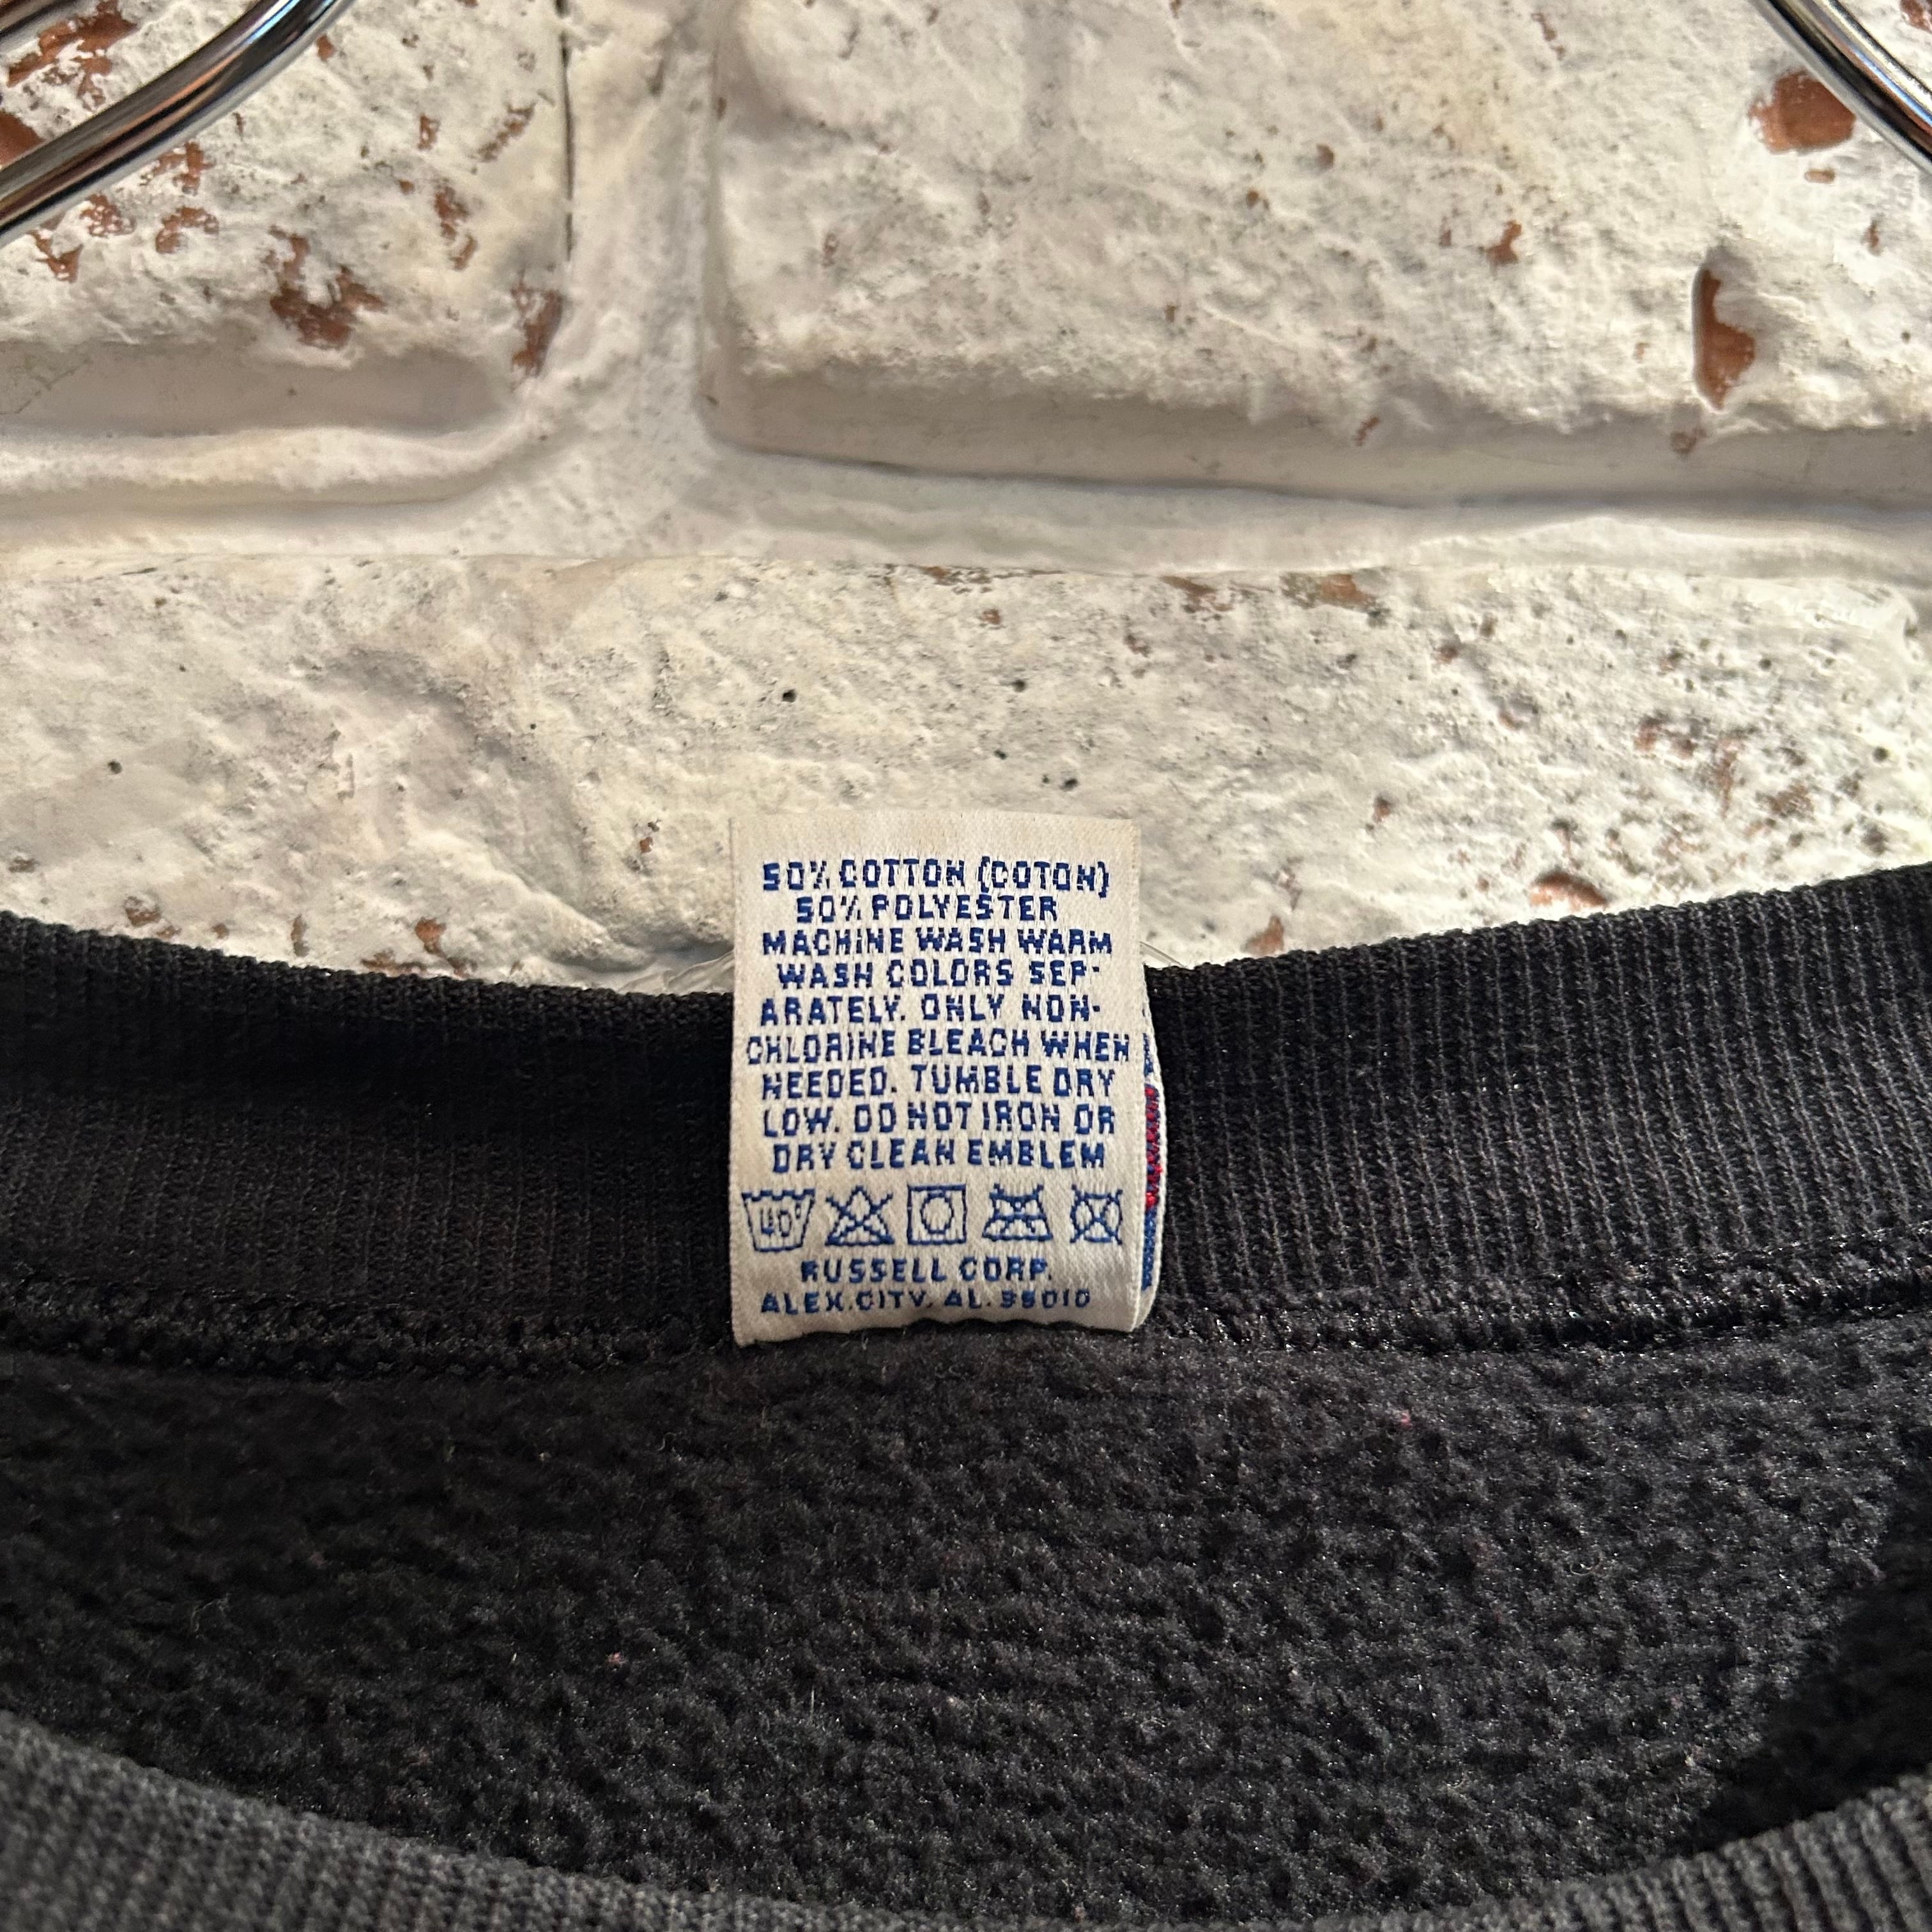 50% COTTON (COTON)
50% POLYESTER
MACHINE WASH WARM
WASH COLORS SEP-
ARATELY. ONLY NON-
CHLORINE BLEACH WHEN
NEEDED. TUMBLE DRY
LOW. DO NOT IRON OR
DRY CLEAN EMBLEM
40°
RUSSELL CORP.
ALEX.CITY, AL. 35010